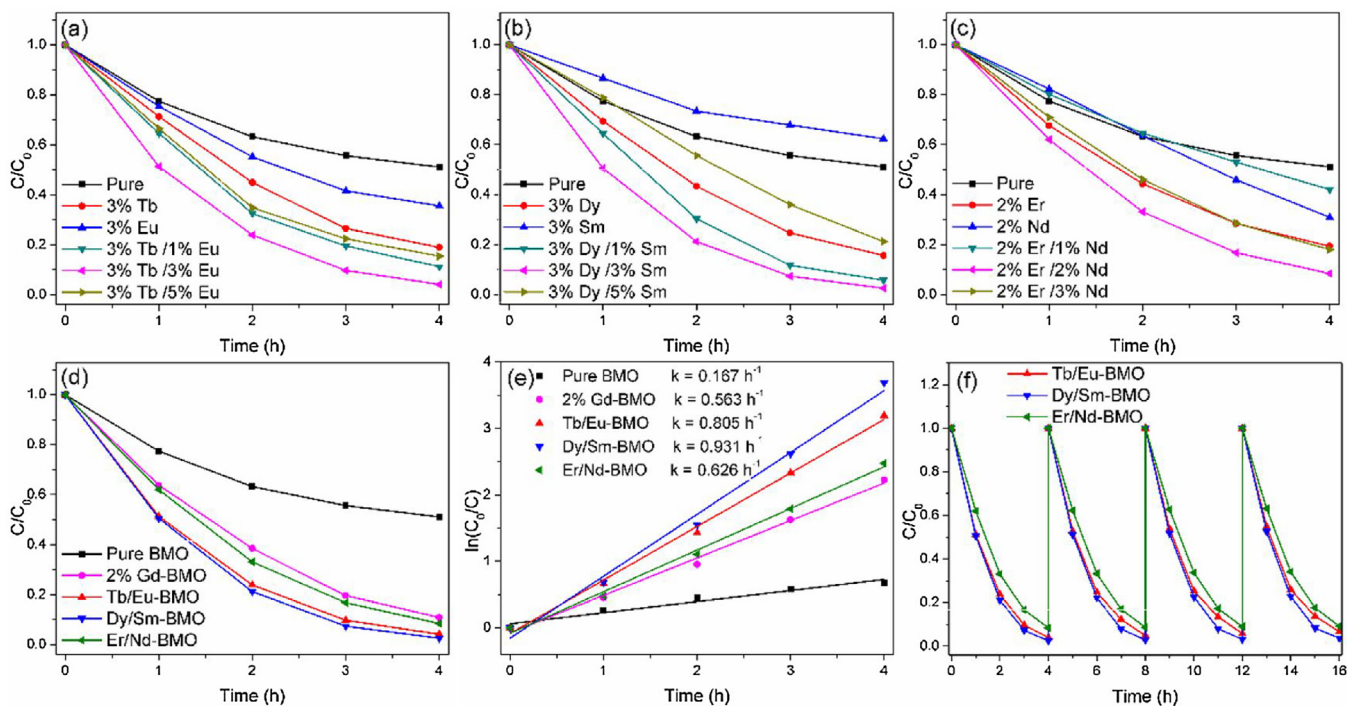 (a)
1.0
0.8
0.6
0.4
0.2
0.0
C/C0
Pure
3% Tb
3% Eu
3% Tb /1% Eu
3% Tb /3% Eu
3% Tb /5% Eu
0 1 2 3 4
Time (h)
(b)
1.0
0.8
0.6
0.4
0.2
0.0
C/C0
Pure
3% Dy
3% Sm
3% Dy /1% Sm
3% Dy /3% Sm
3% Dy /5% Sm
0 1 2 3 4
Time (h)
(c)
1.0
0.8
0.6
0.4
0.2
0.0
C/C0
Pure
2% Er
2% Nd
2% Er /1% Nd
2% Er /2% Nd
2% Er /3% Nd
0 1 2 3 4
Time (h)
(d)
1.0
0.8
0.6
0.4
0.2
0.0
C/C0
Pure BMO
2% Gd-BMO
Tb/Eu-BMO
Dy/Sm-BMO
Er/Nd-BMO
0 1 2 3 4
Time (h)
(e)
4
3
2
1
0
ln(C0/C)
Pure BMO k = 0.167 h-1
2% Gd-BMO k = 0.563 h-1
Tb/Eu-BMO k = 0.805 h-1
Dy/Sm-BMO k = 0.931 h-1
Er/Nd-BMO k = 0.626 h-1
0 1 2 3 4
Time (h)
(f)
1.2
1.0
0.8
0.6
0.4
0.2
0.0
C/C0
Tb/Eu-BMO
Dy/Sm-BMO
Er/Nd-BMO
0 2 4 6 8 10 12 14 16
Time (h)